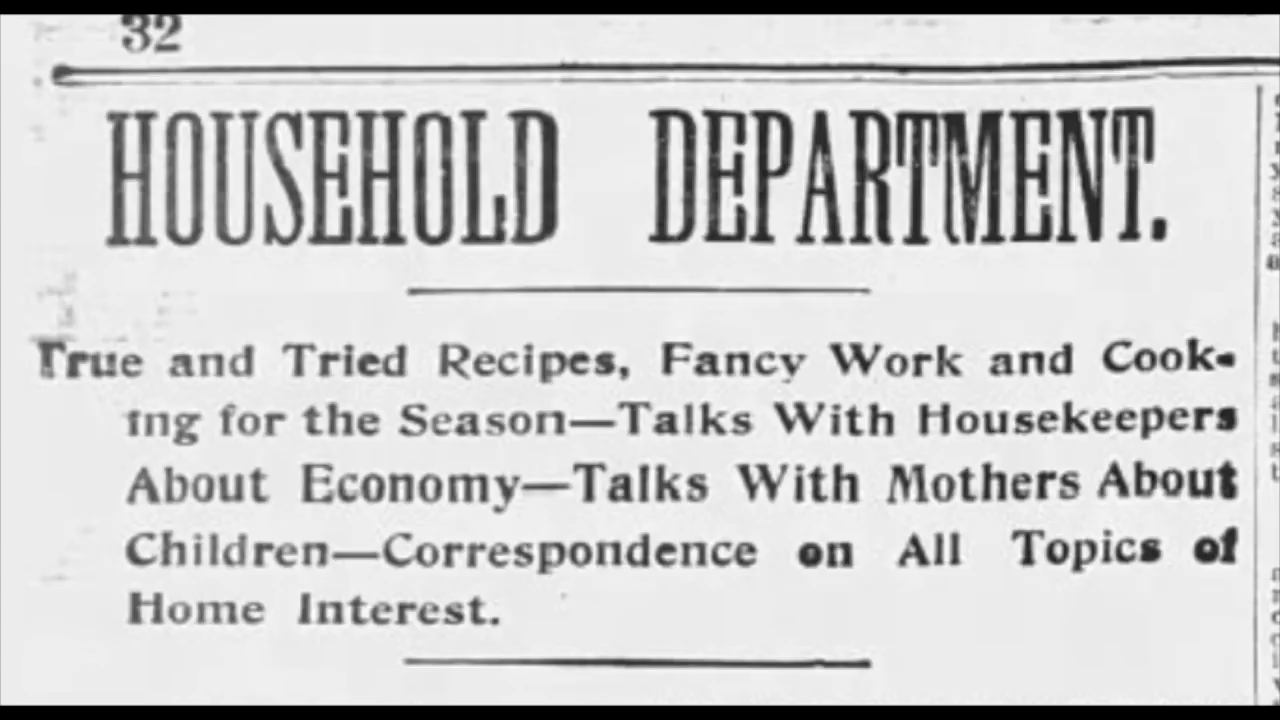 32
HOUSEHOLD DEPARTMENT.
True and Tried Recipes, Fancy Work and Cook-
ing for the Season—Talks With Housekeepers
About Economy—Talks With Mothers About
Children—Correspondence on All Topics of
Home Interest.